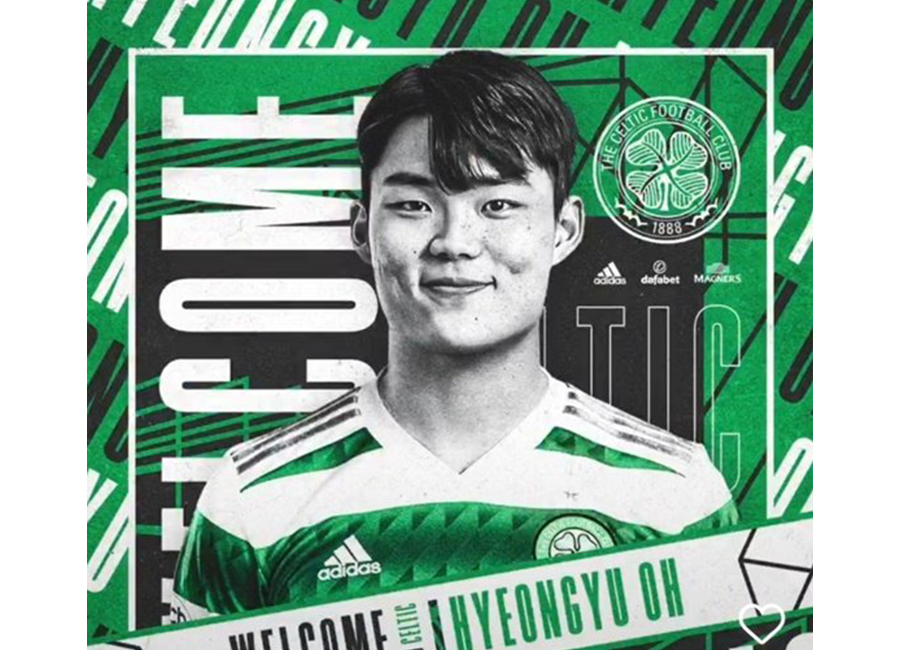 WELCOME
THE CELTIC FOOTBALL CLUB
1888
adidas
dafabet
MAGNERS
adidas
WELCOME
CELTIC
HYEONGYU OH